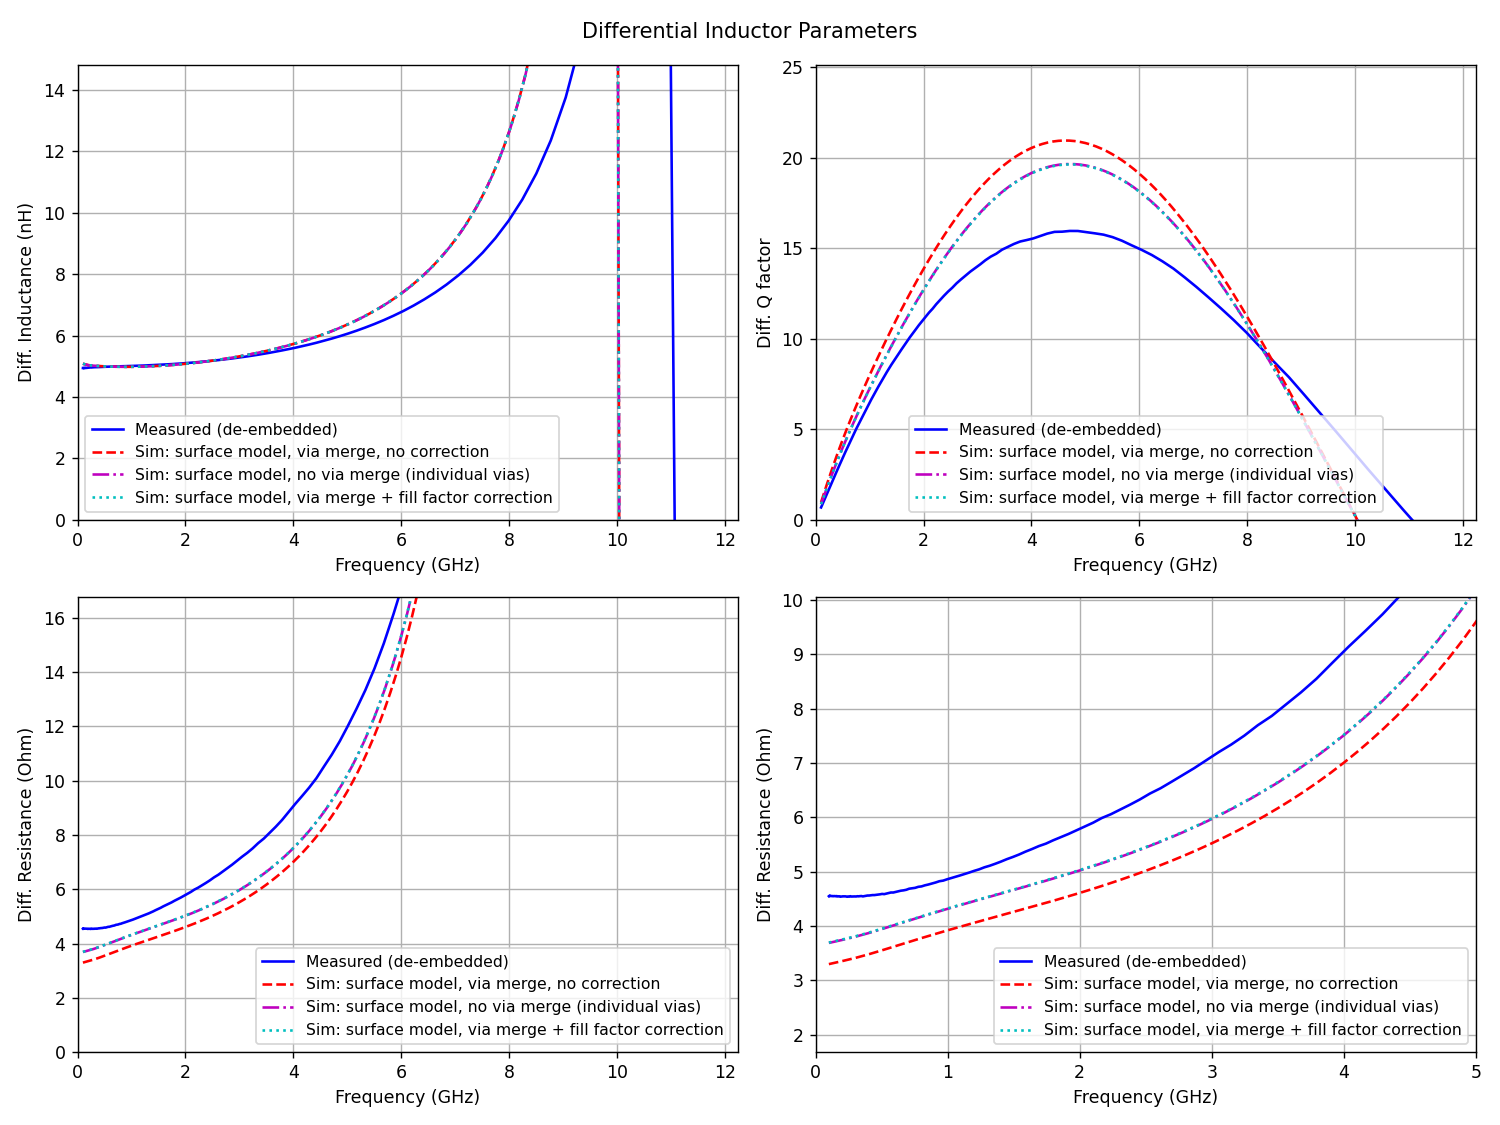 Differential Inductor Parameters
14
12
10
8
6
4
2
0
Diff. Inductance (nH)
Measured (de-embedded)
Sim: surface model, via merge, no correction
Sim: surface model, no via merge (individual vias)
Sim: surface model, via merge + fill factor correction
0 2 4 6 8 10 12
Frequency (GHz)
25
20
15
10
5
0
Diff. Q factor
Measured (de-embedded)
Sim: surface model, via merge, no correction
Sim: surface model, no via merge (individual vias)
Sim: surface model, via merge + fill factor correction
0 2 4 6 8 10 12
Frequency (GHz)
16
14
12
10
8
6
4
2
0
Diff. Resistance (Ohm)
Measured (de-embedded)
Sim: surface model, via merge, no correction
Sim: surface model, no via merge (individual vias)
Sim: surface model, via merge + fill factor correction
0 2 4 6 8 10 12
Frequency (GHz)
10
9
8
7
6
5
4
3
2
Diff. Resistance (Ohm)
Measured (de-embedded)
Sim: surface model, via merge, no correction
Sim: surface model, no via merge (individual vias)
Sim: surface model, via merge + fill factor correction
0 1 2 3 4 5
Frequency (GHz)